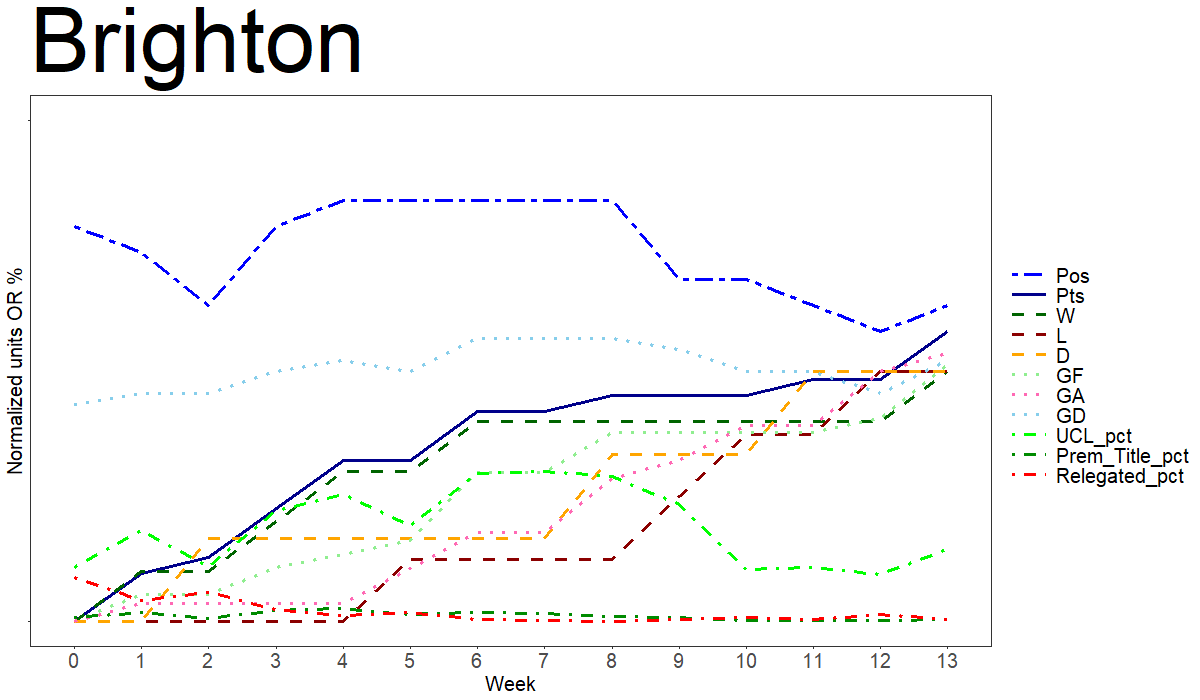 Brighton
Normalized units OR %
0 1 2 3 4 5 6 7 8 9 10 11 12 13
Week
Pos
Pts
W
L
D
GF
GA
GD
UCL_pct
Prem_Title_pct
Relegated_pct